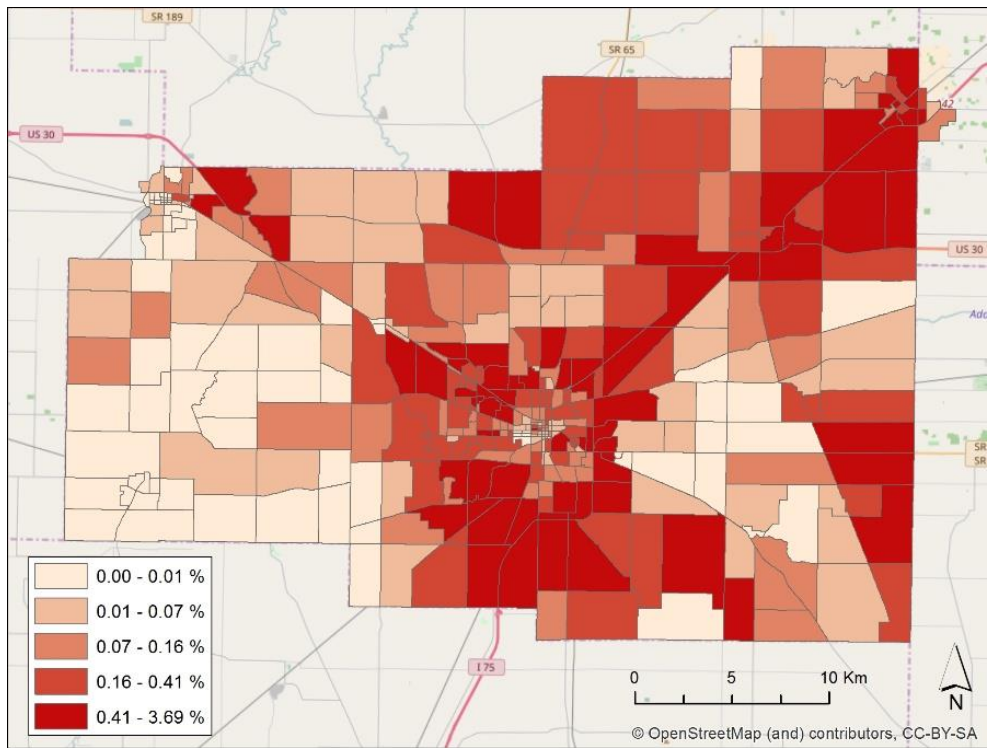 SR 189
SR 65
US 30
42
US 30
Ada
SR
SR
I 75
0.00 - 0.01 %
0.01 - 0.07 %
0.07 - 0.16 %
0.16 - 0.41 %
0.41 - 3.69 %
0 5 10 Km
N
© OpenStreetMap (and) contributors, CC-BY-SA